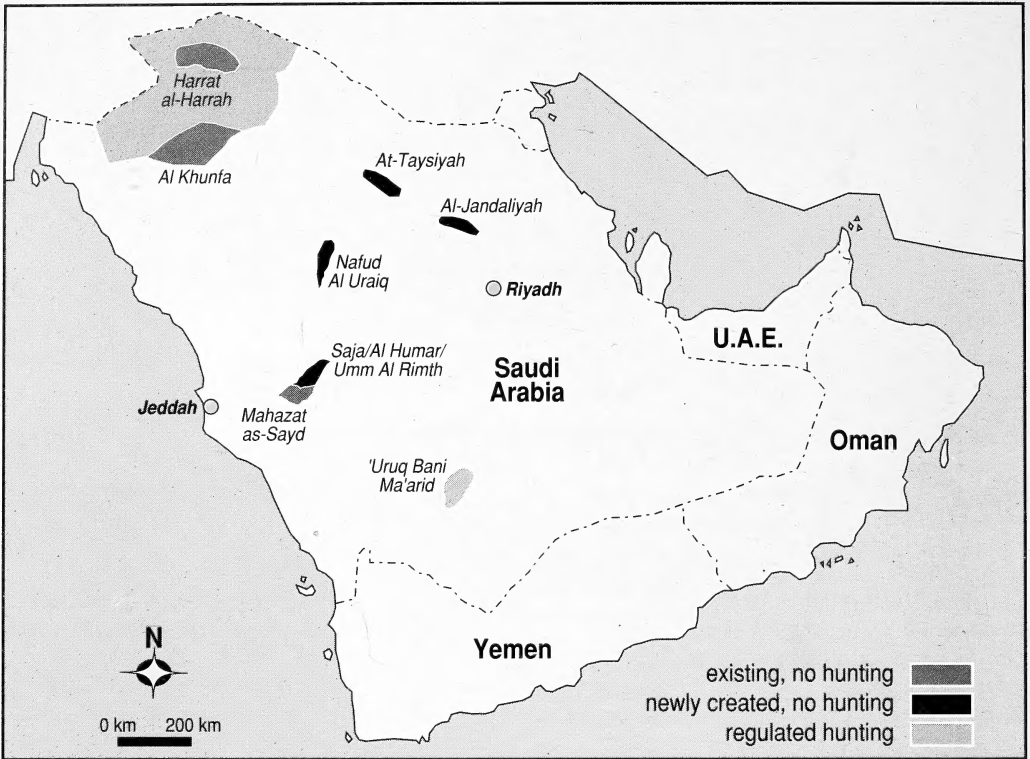 Harrat
al-Harrah
Al Khunfa
At-Taysiyah
Al-Jandaliyah
Nafud
Al Uraiq
Riyadh
Saja/Al Humar/
Umm Al Rimth
Mahazat
as-Sayd
Jeddah
Saudi
Arabia
U.A.E.
Oman
'Uruq Bani
Ma'arid
Yemen
N
0 km 200 km
existing, no hunting
newly created, no hunting
regulated hunting